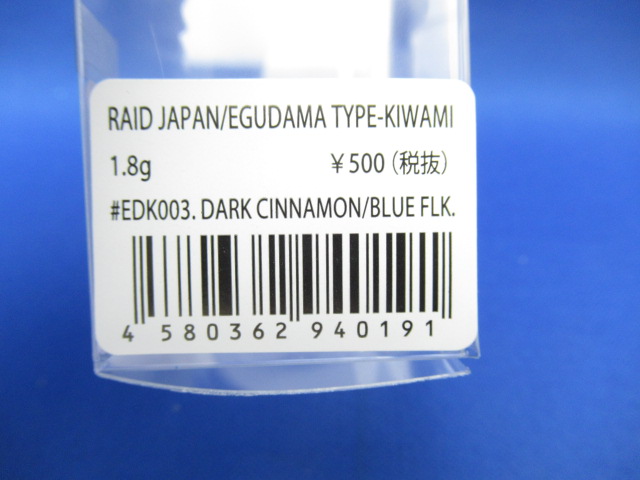 RAID JAPAN/EGUDAMA TYPE-KIWAMI
1.8g ￥500（税抜）
#EDK003. DARK CINNAMON/BLUE FLK.
4 580362 940191